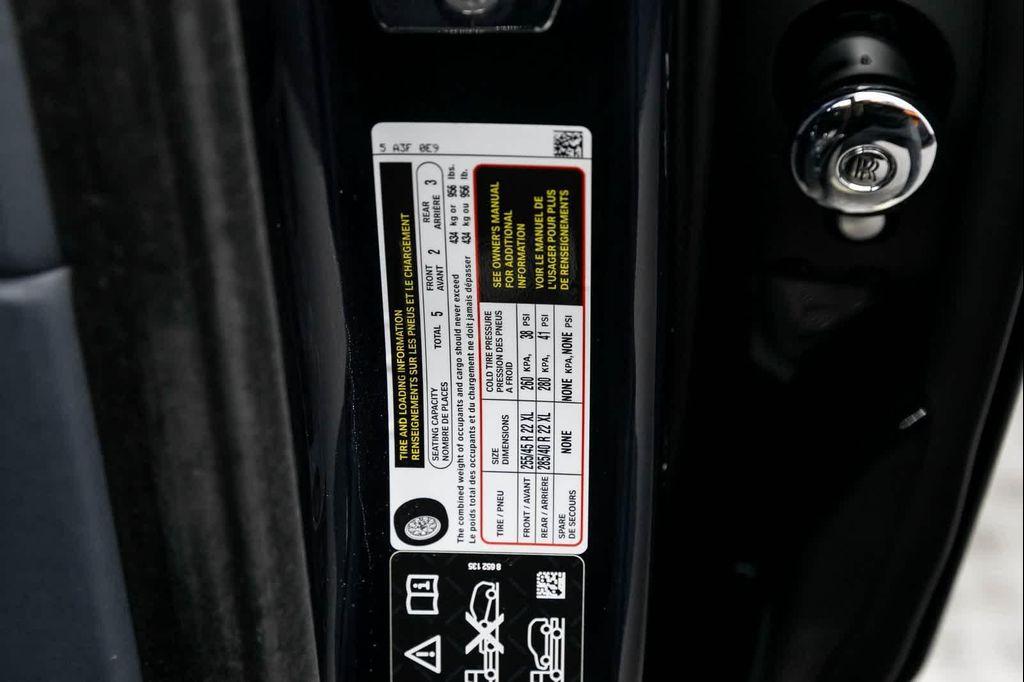 5 A3F 0E9
TIRE AND LOADING INFORMATION
RENSEIGNEMENTS SUR LES PNEUS ET LE CHARGEMENT
SEATING CAPACITY
NOMBRE DE PLACES
TOTAL 5
FRONT
AVANT 2
REAR
ARRIÈRE 3
The combined weight of occupants and cargo should never exceed 434 kg or 956 lbs.
Le poids total des occupants et du chargement ne doit jamais dépasser 434 kg ou 956 lb.
TIRE / PNEU
SIZE
DIMENSIONS
COLD TIRE PRESSURE
PRESSION DES PNEUS
A FROID
FRONT / AVANT 255/45 R 22 XL 260 KPA, 38 PSI
REAR / ARRIÈRE 285/40 R 22 XL 280 KPA, 41 PSI
SPARE
DE SECOURS NONE NONE KPA, NONE PSI
SEE OWNER'S MANUAL
FOR ADDITIONAL
INFORMATION
VOIR LE MANUEL DE
L'USAGER POUR PLUS
DE RENSEIGNEMENTS
8 652 135
RR